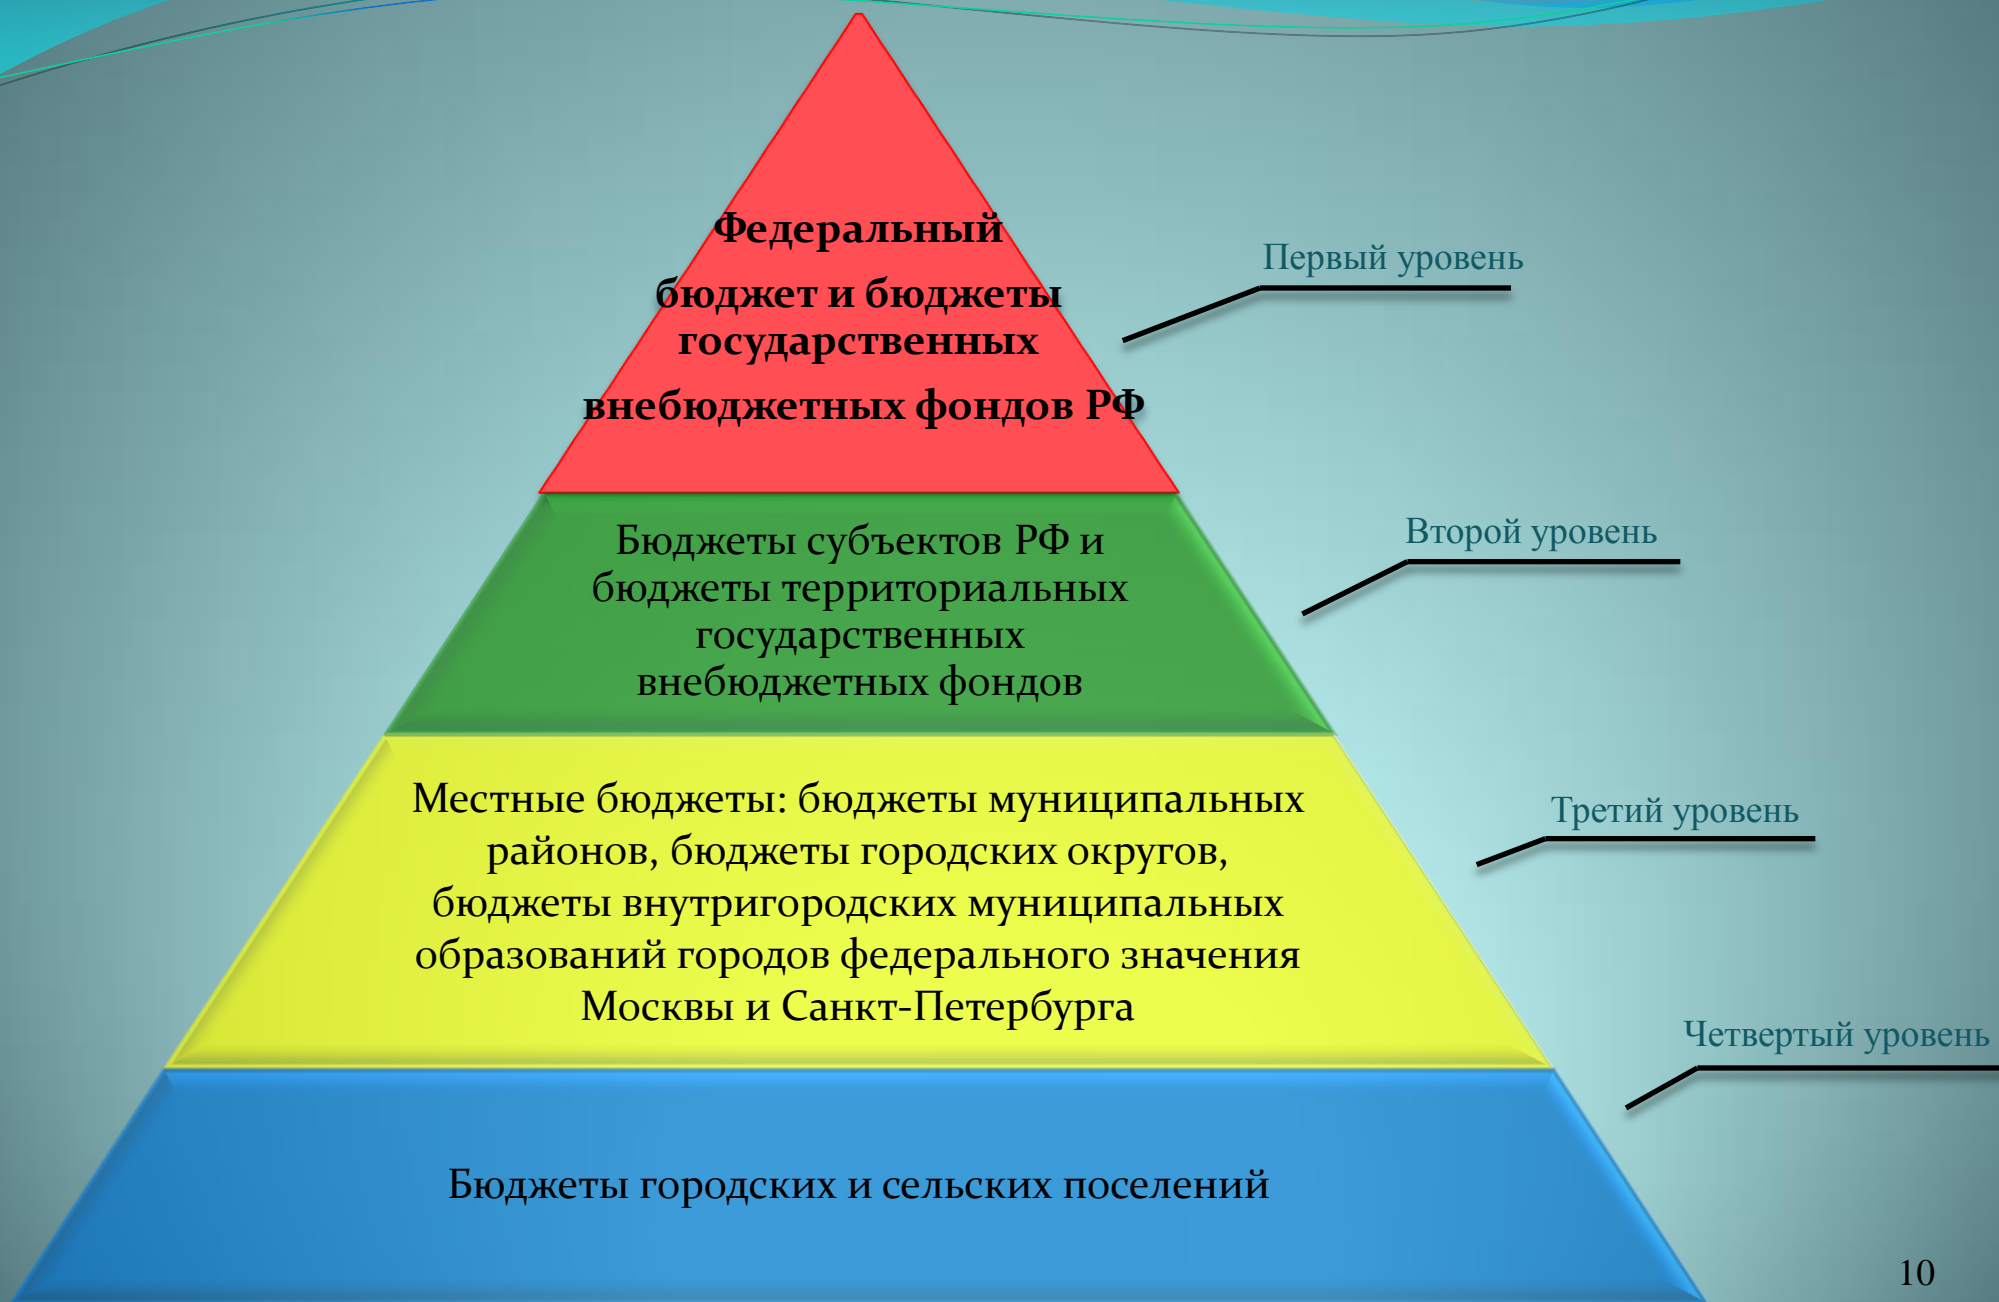 Федеральный
бюджет и бюджеты
государственных
внебюджетных фондов РФ
Первый уровень
Бюджеты субъектов РФ и
бюджеты территориальных
государственных
внебюджетных фондов
Второй уровень
Местные бюджеты: бюджеты муниципальных
районов, бюджеты городских округов,
бюджеты внутригородских муниципальных
образований городов федерального значения
Москвы и Санкт-Петербурга
Третий уровень
Бюджеты городских и сельских поселений
Четвертый уровень
10